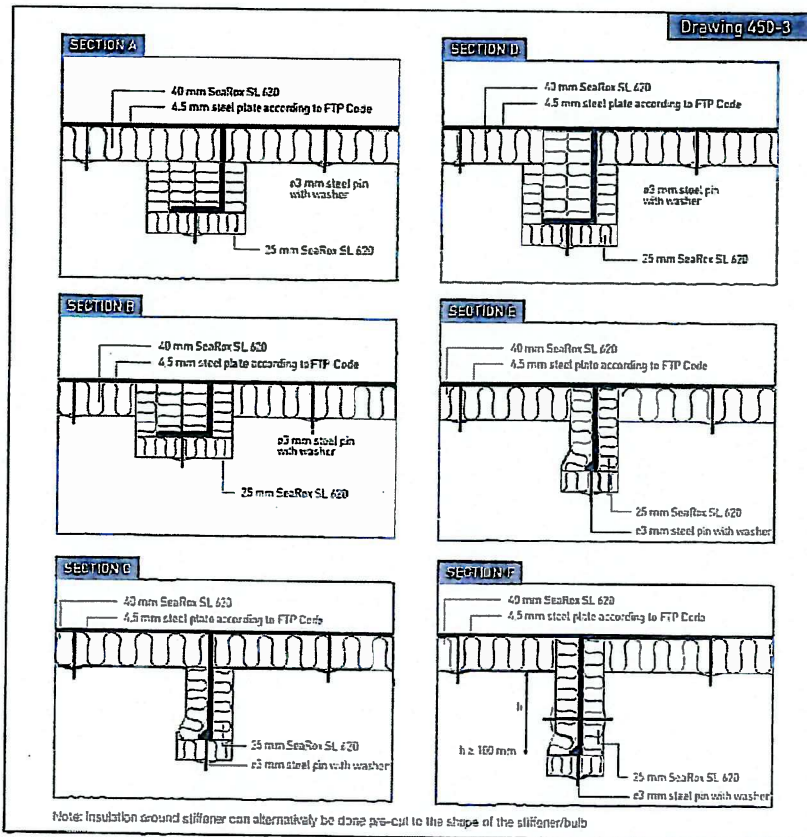 Drawing 450-3
SECTION A
40 mm SeaRox SL 620
4.5 mm steel plate according to FTP Code
ø3 mm steel pin
with washer
25 mm SeaRox SL 620
SECTION D
40 mm SeaRox SL 620
4.5 mm steel plate according to FTP Code
ø3 mm steel pin
with washer
25 mm SeaRox SL 620
SECTION B
40 mm SeaRox SL 620
4.5 mm steel plate according to FTP Code
ø3 mm steel pin
with washer
25 mm SeaRox SL 620
SECTION E
40 mm SeaRox SL 620
4.5 mm steel plate according to FTP Code
25 mm SeaRox SL 620
ø3 mm steel pin with washer
SECTION C
40 mm SeaRox SL 620
4.5 mm steel plate according to FTP Code
25 mm SeaRox SL 620
ø3 mm steel pin with washer
SECTION F
40 mm SeaRox SL 620
4.5 mm steel plate according to FTP Code
h
h ≥ 160 mm
25 mm SeaRox SL 620
ø3 mm steel pin with washer
Note: Insulation around stiffener can alternatively be done pre-cut to the shape of the stiffener/bulb